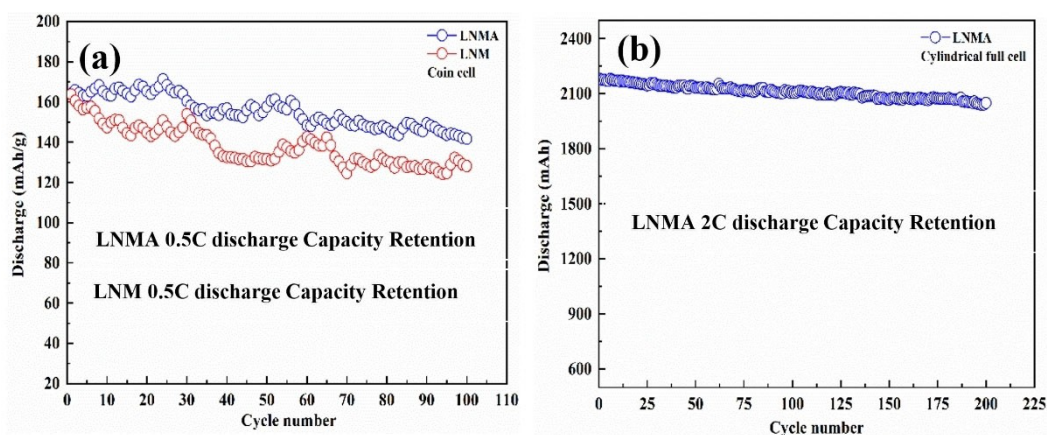 (a)
LNMA
LNM
Coin cell
LNMA 0.5C discharge Capacity Retention
LNM 0.5C discharge Capacity Retention
Discharge (mAh/g)
200
180
160
140
120
100
80
60
40
20
0 10 20 30 40 50 60 70 80 90 100 110
Cycle number
(b)
LNMA
Cylindrical full cell
LNMA 2C discharge Capacity Retention
Discharge (mAh)
2400
2100
1800
1500
1200
900
600
0 25 50 75 100 125 150 175 200 225
Cycle number